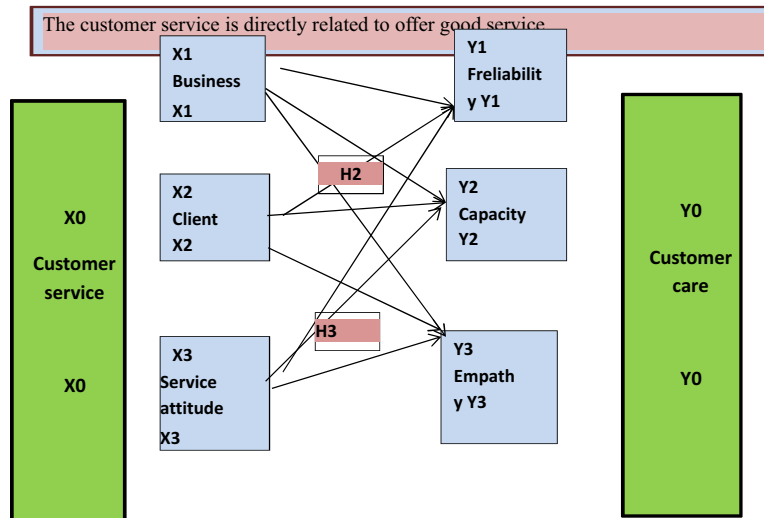 The customer service is directly related to offer good service
X1
Business
X1
Y1
Freliabilit
y Y1
H2
X2
Client
X2
Y2
Capacity
Y2
X0
Customer
service
X0
Y0
Customer
care
Y0
H3
X3
Service
attitude
X3
Y3
Empath
y Y3